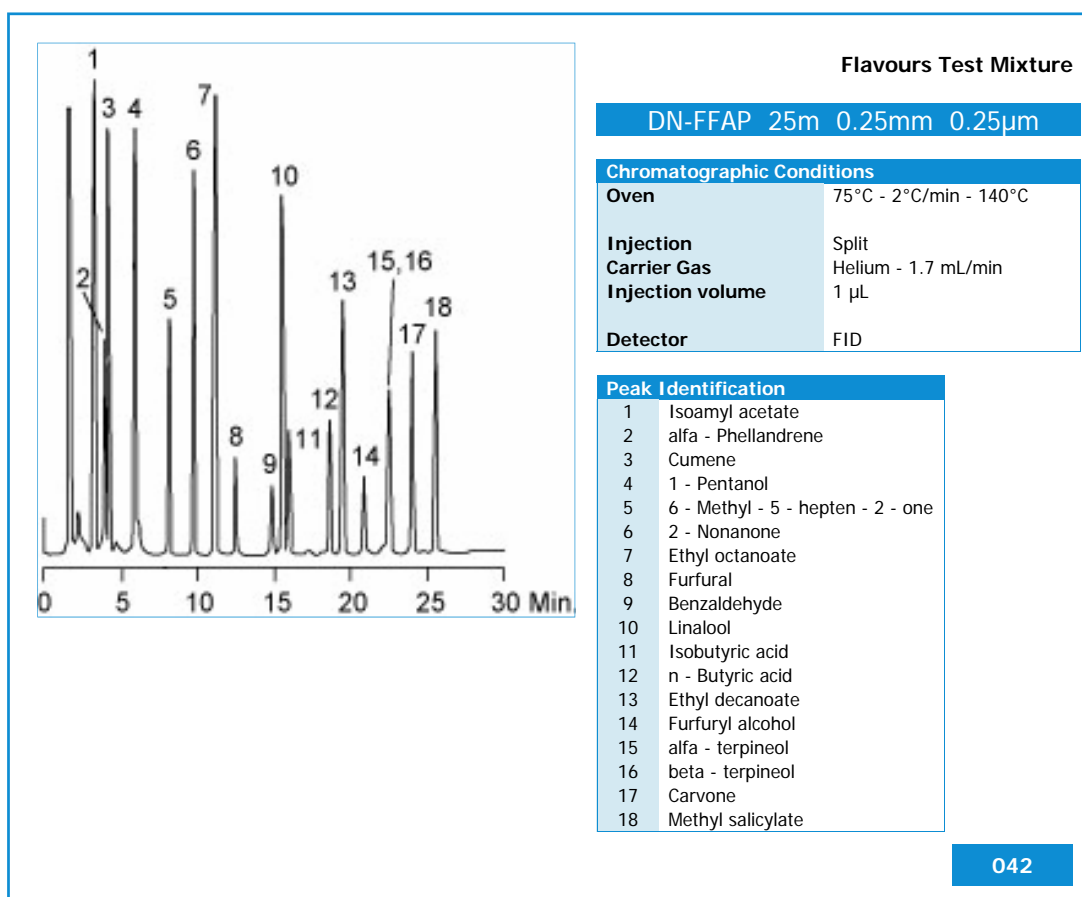 Flavours Test Mixture
DN-FFAP 25m 0.25mm 0.25µm
Chromatographic Conditions
Oven 75°C - 2°C/min - 140°C
Injection Split
Carrier Gas Helium - 1.7 mL/min
Injection volume 1 µL
Detector FID
Peak Identification
1 Isoamyl acetate
2 alfa - Phellandrene
3 Cumene
4 1 - Pentanol
5 6 - Methyl - 5 - hepten - 2 - one
6 2 - Nonanone
7 Ethyl octanoate
8 Furfural
9 Benzaldehyde
10 Linalool
11 Isobutyric acid
12 n - Butyric acid
13 Ethyl decanoate
14 Furfuryl alcohol
15 alfa - terpineol
16 beta - terpineol
17 Carvone
18 Methyl salicylate
1
3 4
7
6
10
15,16
2
13
5
18
17
12
8
11
9
14
0 5 10 15 20 25 30 Min.
042